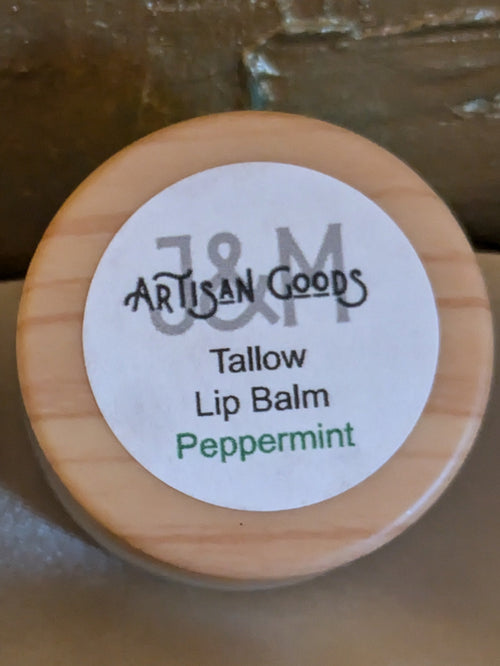 J&M
ARTISAN GOODS
Tallow
Lip Balm
Peppermint